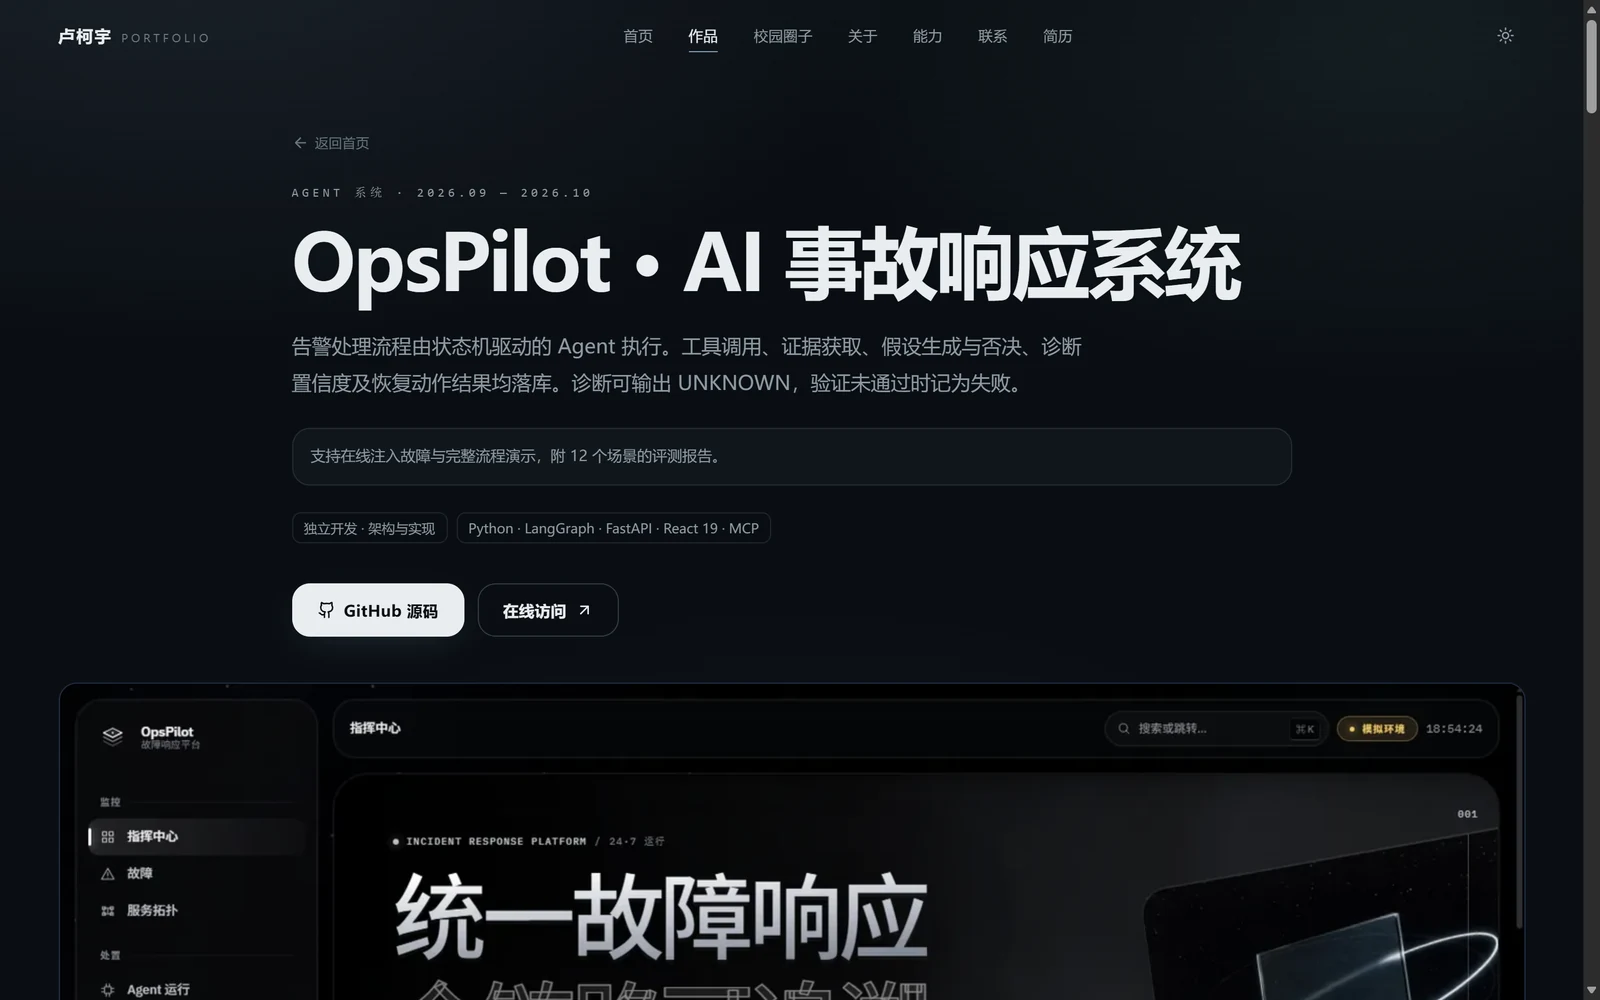 卢柯宇 PORTFOLIO
首页 作品 校园圈子 关于 能力 联系 简历
返回首页
AGENT 系统 · 2026.09 — 2026.10
OpsPilot • AI 事故响应系统
告警处理流程由状态机驱动的 Agent 执行。工具调用、证据获取、假设生成与否决、诊断
置信度及恢复动作结果均落库。诊断可输出 UNKNOWN，验证未通过时记为失败。
支持在线注入故障与完整流程演示，附 12 个场景的评测报告。
独立开发 · 架构与实现
Python · LangGraph · FastAPI · React 19 · MCP
GitHub 源码
在线访问
OpsPilot
故障响应平台
指挥中心
搜索或跳转...
⌘K
模拟环境
18:54:24
监控
指挥中心
故障
服务拓扑
处置
Agent 运行
001
INCIDENT RESPONSE PLATFORM / 24·7 运行
统一故障响应